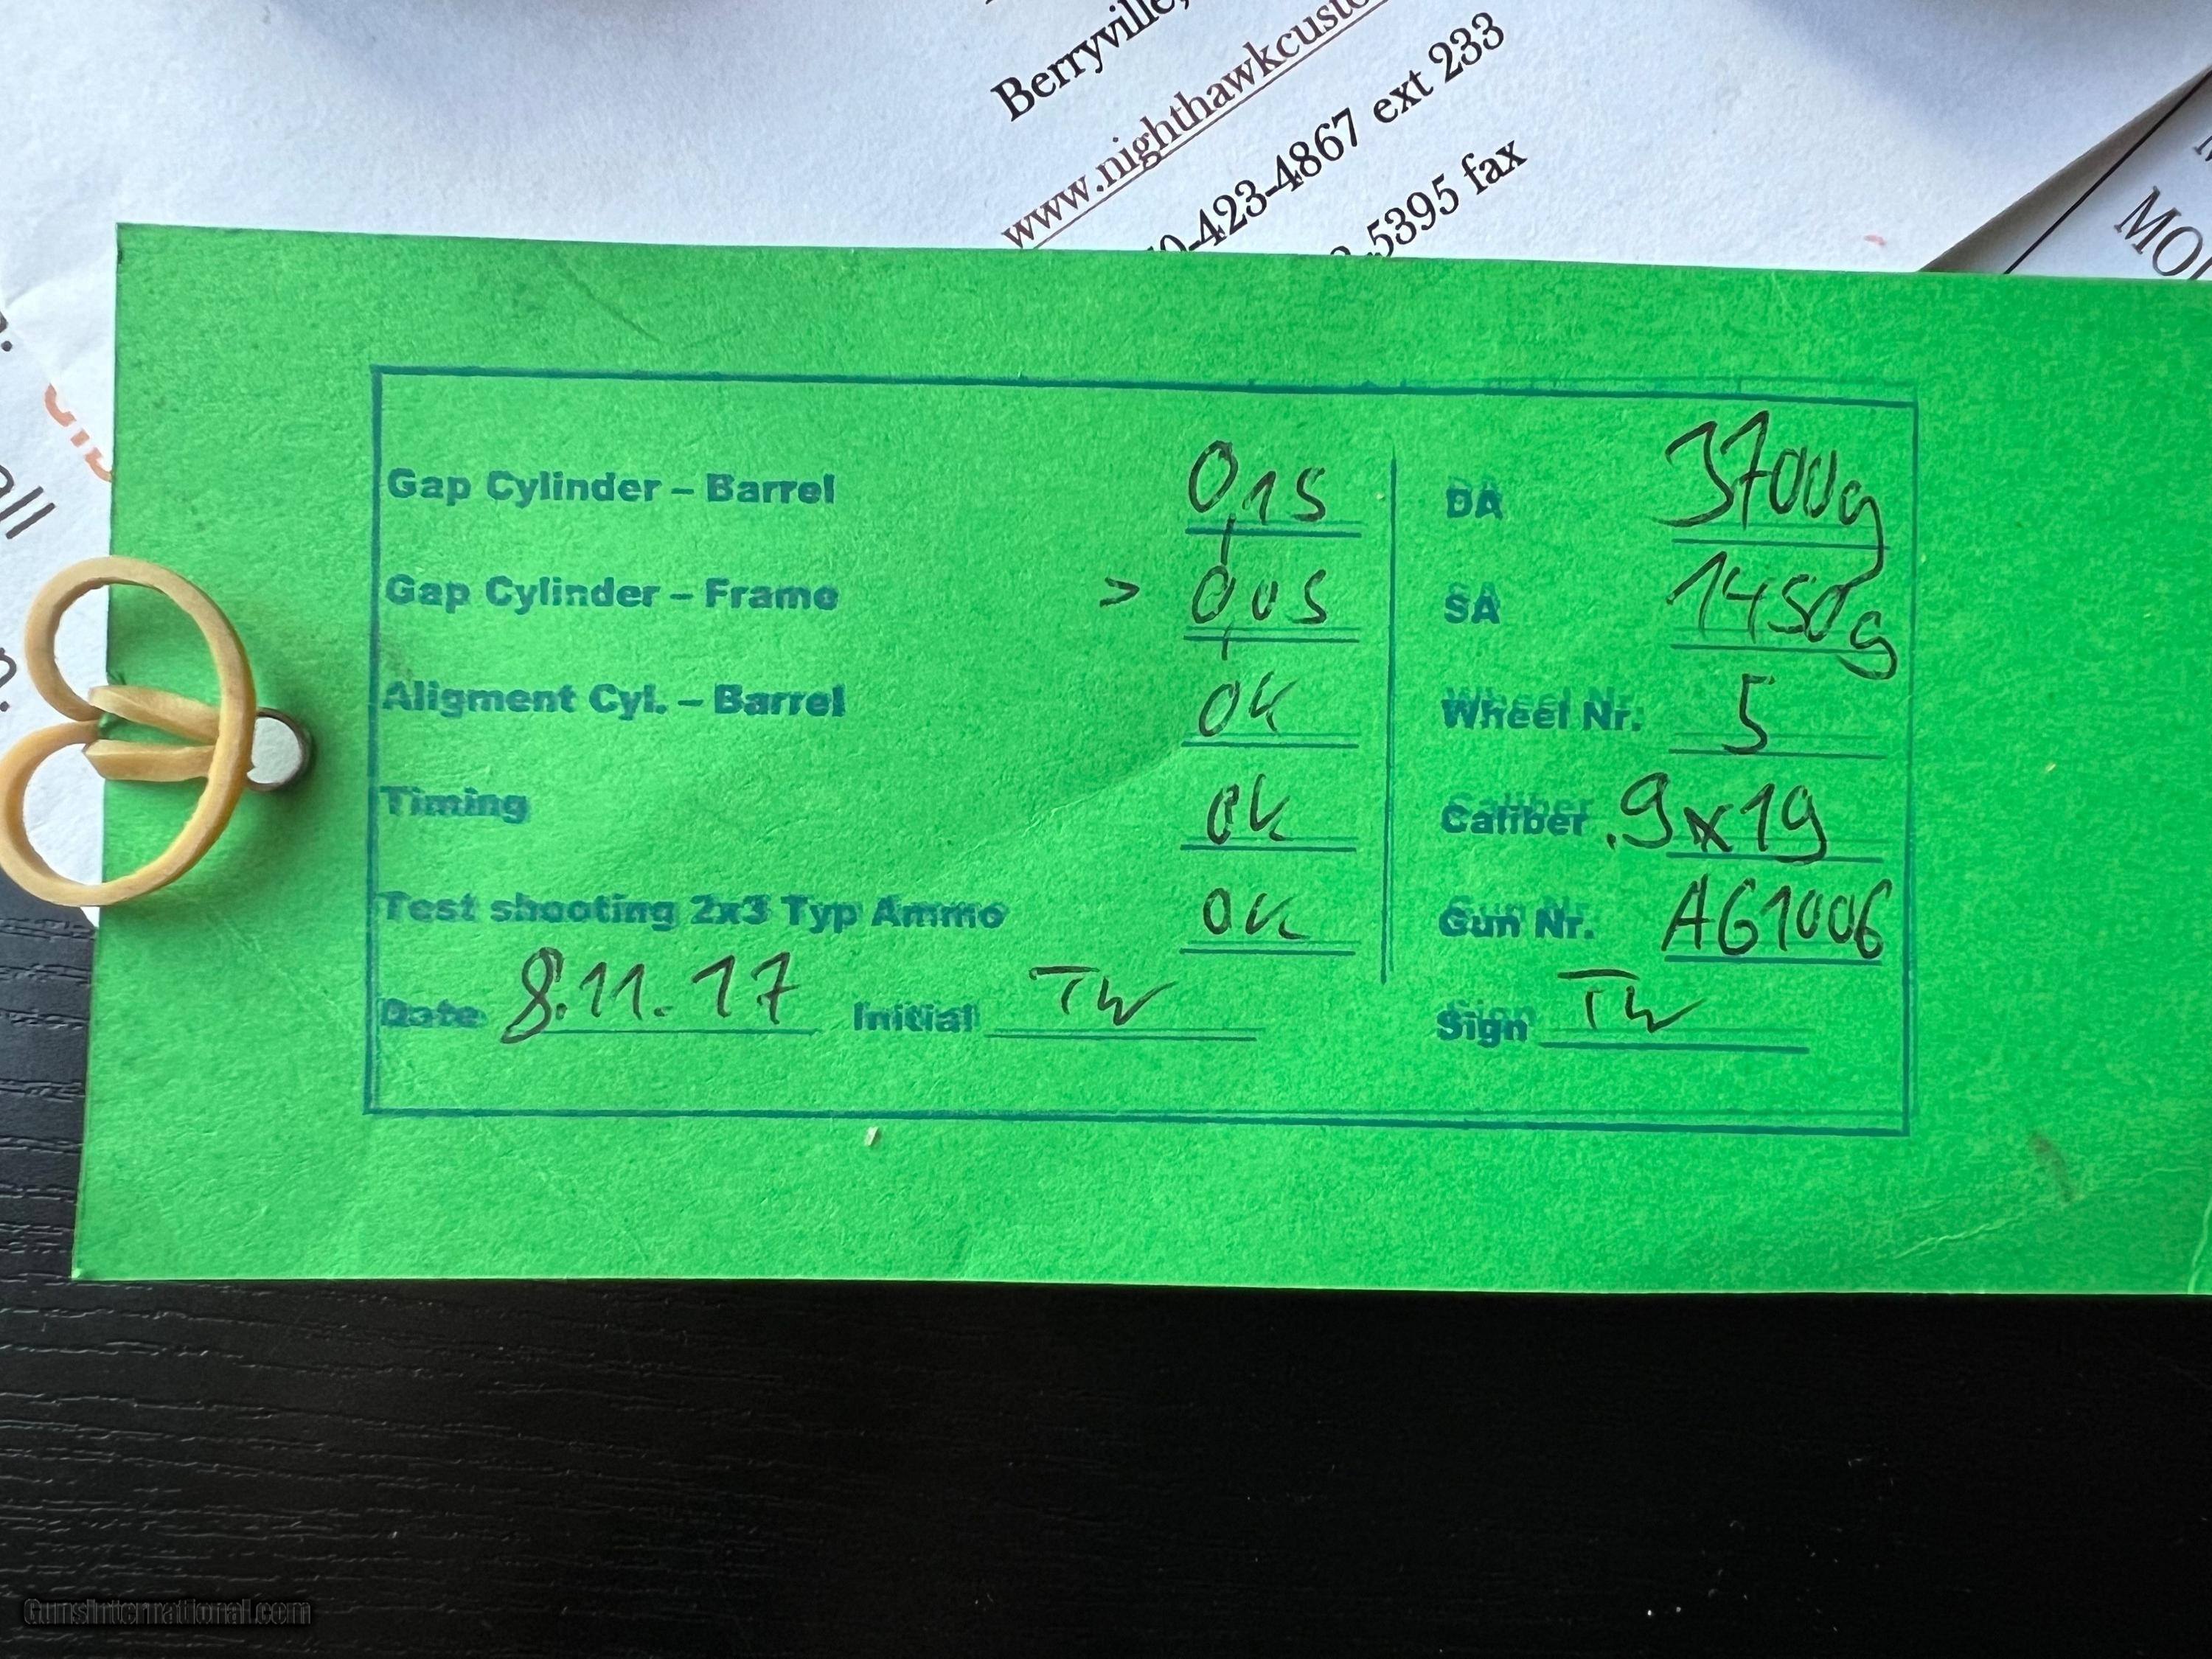 Berryville,
www.nighthawkcusto
0-423-4867 ext 233
5395 fax
MO
all
Gap Cylinder – Barrel 0,15
Gap Cylinder – Frame > 0,05
Aligment Cyl. – Barrel OK
Timing OK
Test shooting 2x3 Typ Ammo OK
Date 8.11.17 Initial TW
DA 3700g
SA 1450g
Wheel Nr. 5
Caliber .9x19
Gun Nr. AG1006
Sign TW
GunsInternational.com